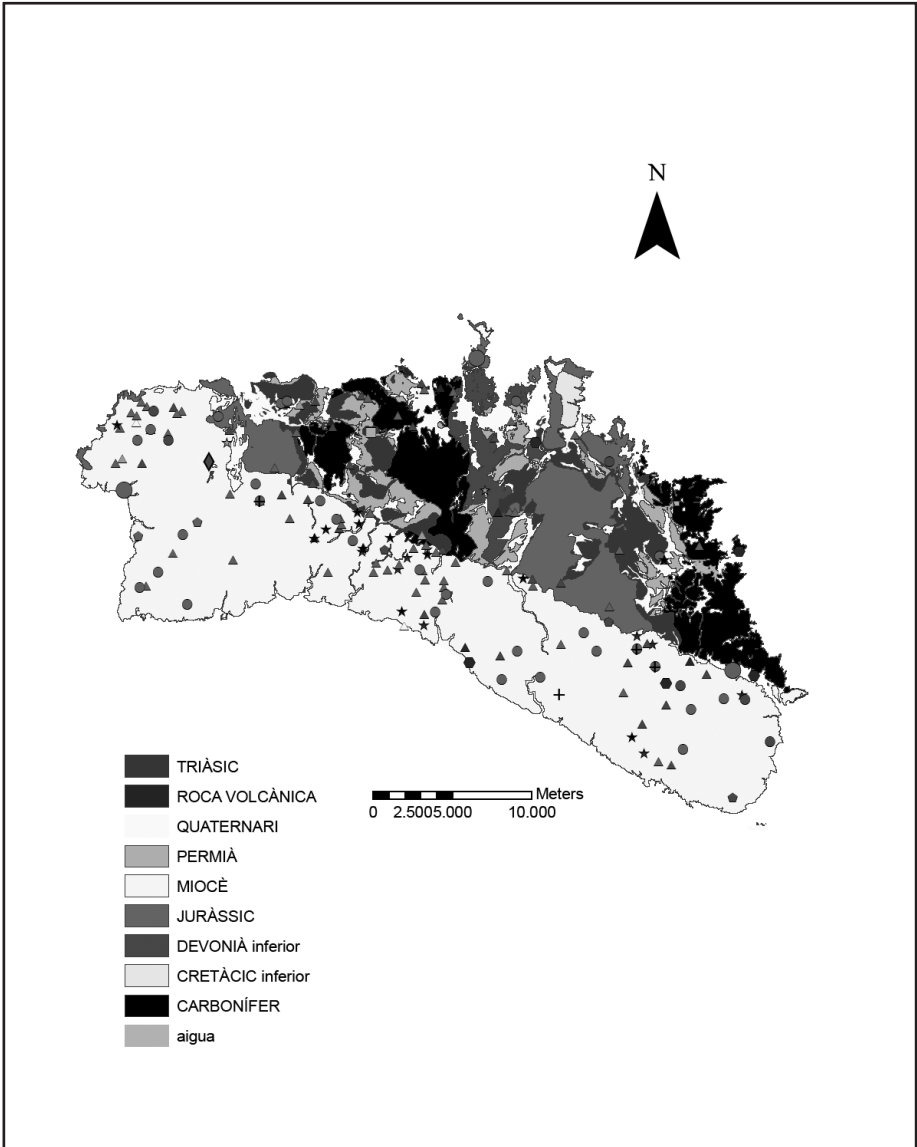 N
TRIÀSIC
ROCA VOLCÀNICA
QUATERNARI
PERMIÀ
MIOCÈ
JURÀSSIC
DEVONIÀ inferior
CRETÀCIC inferior
CARBONÍFER
aigua
Meters
0 2.5005.000 10.000